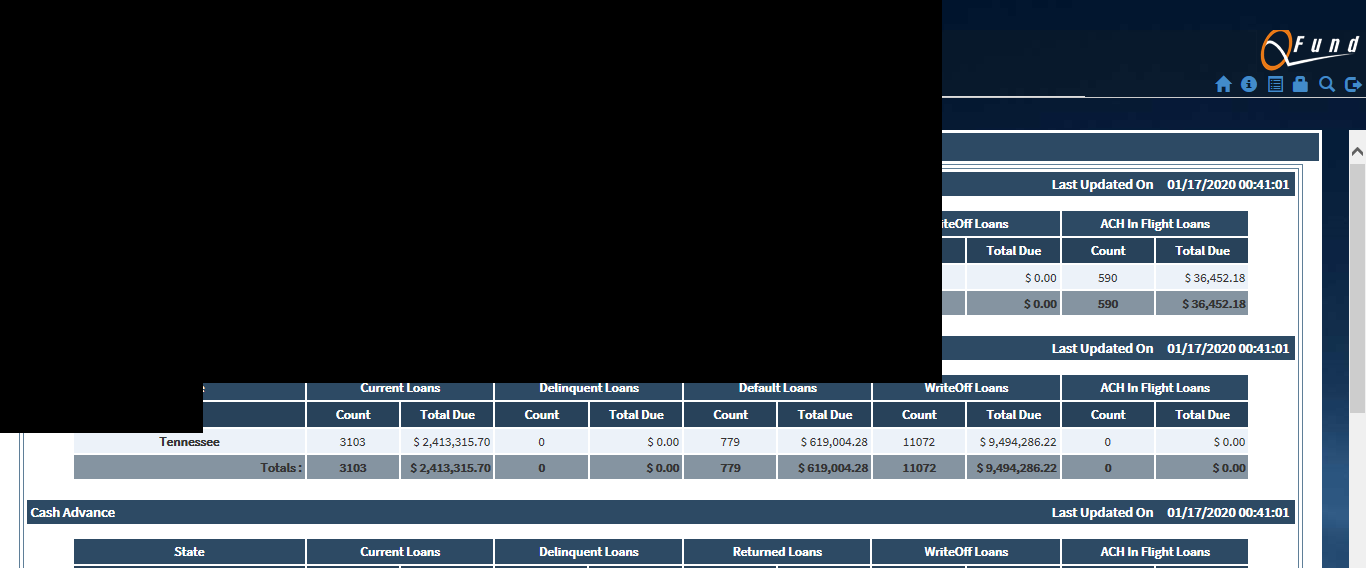 Fund
Last Updated On 01/17/2020 00:41:01
Loans ACH In Flight Loans
Total Due Count Total Due
$ 0.00 590 $ 36,452.18
$ 0.00 590 $ 36,452.18
Last Updated On 01/17/2020 00:41:01
Current Loans Delinquent Loans Default Loans WriteOff Loans ACH In Flight Loans
Count Total Due Count Total Due Count Total Due Count Total Due Count Total Due
Tennessee 3103 $ 2,413,315.70 0 $ 0.00 779 $ 619,004.28 11072 $ 9,494,286.22 0 $ 0.00
Totals : 3103 $ 2,413,315.70 0 $ 0.00 779 $ 619,004.28 11072 $ 9,494,286.22 0 $ 0.00
Cash Advance Last Updated On 01/17/2020 00:41:01
State Current Loans Delinquent Loans Returned Loans WriteOff Loans ACH In Flight Loans